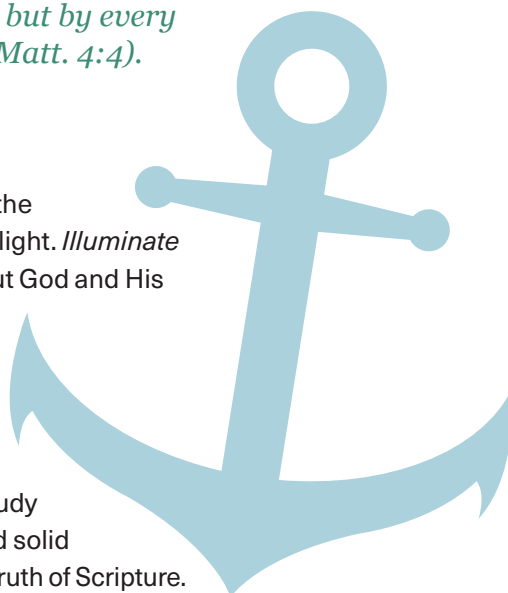 but by every
Matt. 4:4).
the
light. Illuminate
ut God and His
udy
d solid
ruth of Scripture.